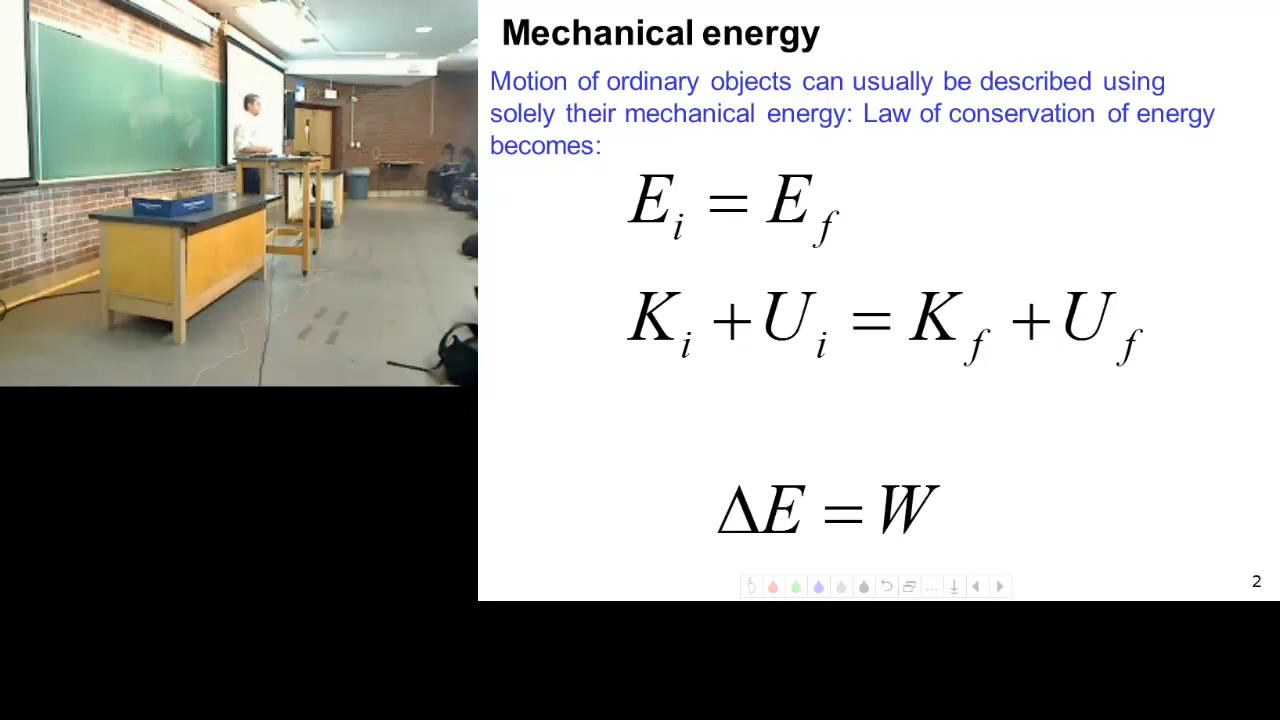 Mechanical energy
Motion of ordinary objects can usually be described using
solely their mechanical energy: Law of conservation of energy
becomes:
E_i = E_f
K_i + U_i = K_f + U_f
ΔE = W
2